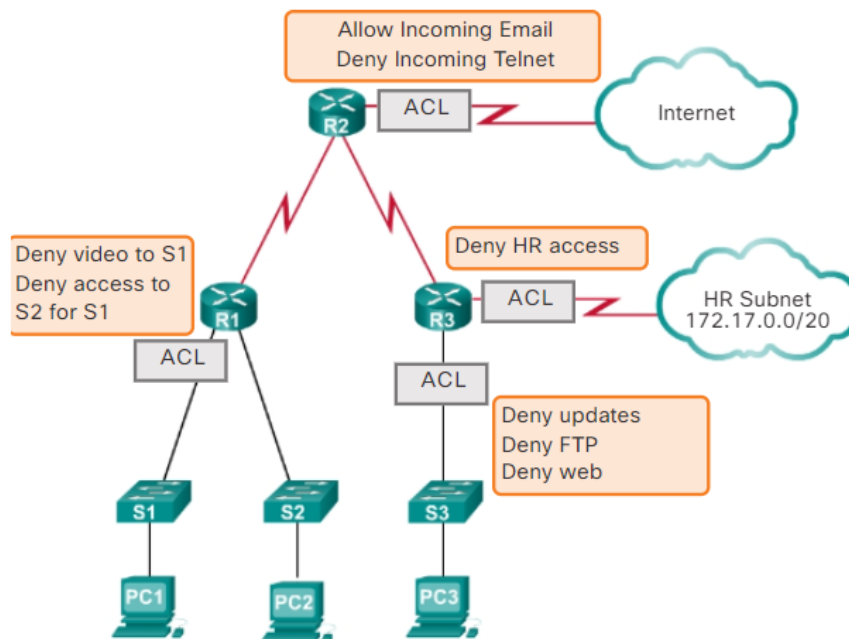 Allow Incoming Email
Deny Incoming Telnet
ACL
R2
Internet
Deny video to S1
Deny access to
S2 for S1
Deny HR access
R1
R3
ACL
HR Subnet
172.17.0.0/20
ACL
ACL
Deny updates
Deny FTP
Deny web
S1
S2
S3
PC1
PC2
PC3